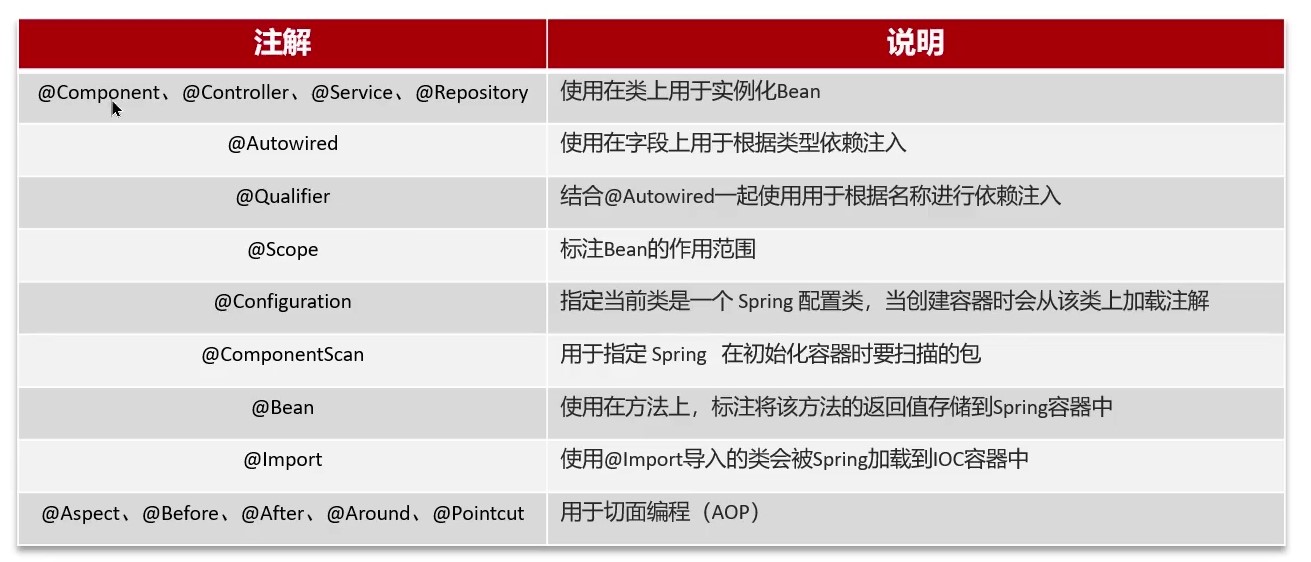 注解 说明
@Component、@Controller、@Service、@Repository 使用在类上用于实例化Bean
@Autowired 使用在字段上用于根据类型依赖注入
@Qualifier 结合@Autowired一起使用用于根据名称进行依赖注入
@Scope 标注Bean的作用范围
@Configuration 指定当前类是一个 Spring 配置类，当创建容器时会从该类上加载注解
@ComponentScan 用于指定 Spring 在初始化容器时要扫描的包
@Bean 使用在方法上，标注将该方法的返回值存储到Spring容器中
@Import 使用@Import导入的类会被Spring加载到IOC容器中
@Aspect、@Before、@After、@Around、@Pointcut 用于切面编程（AOP）